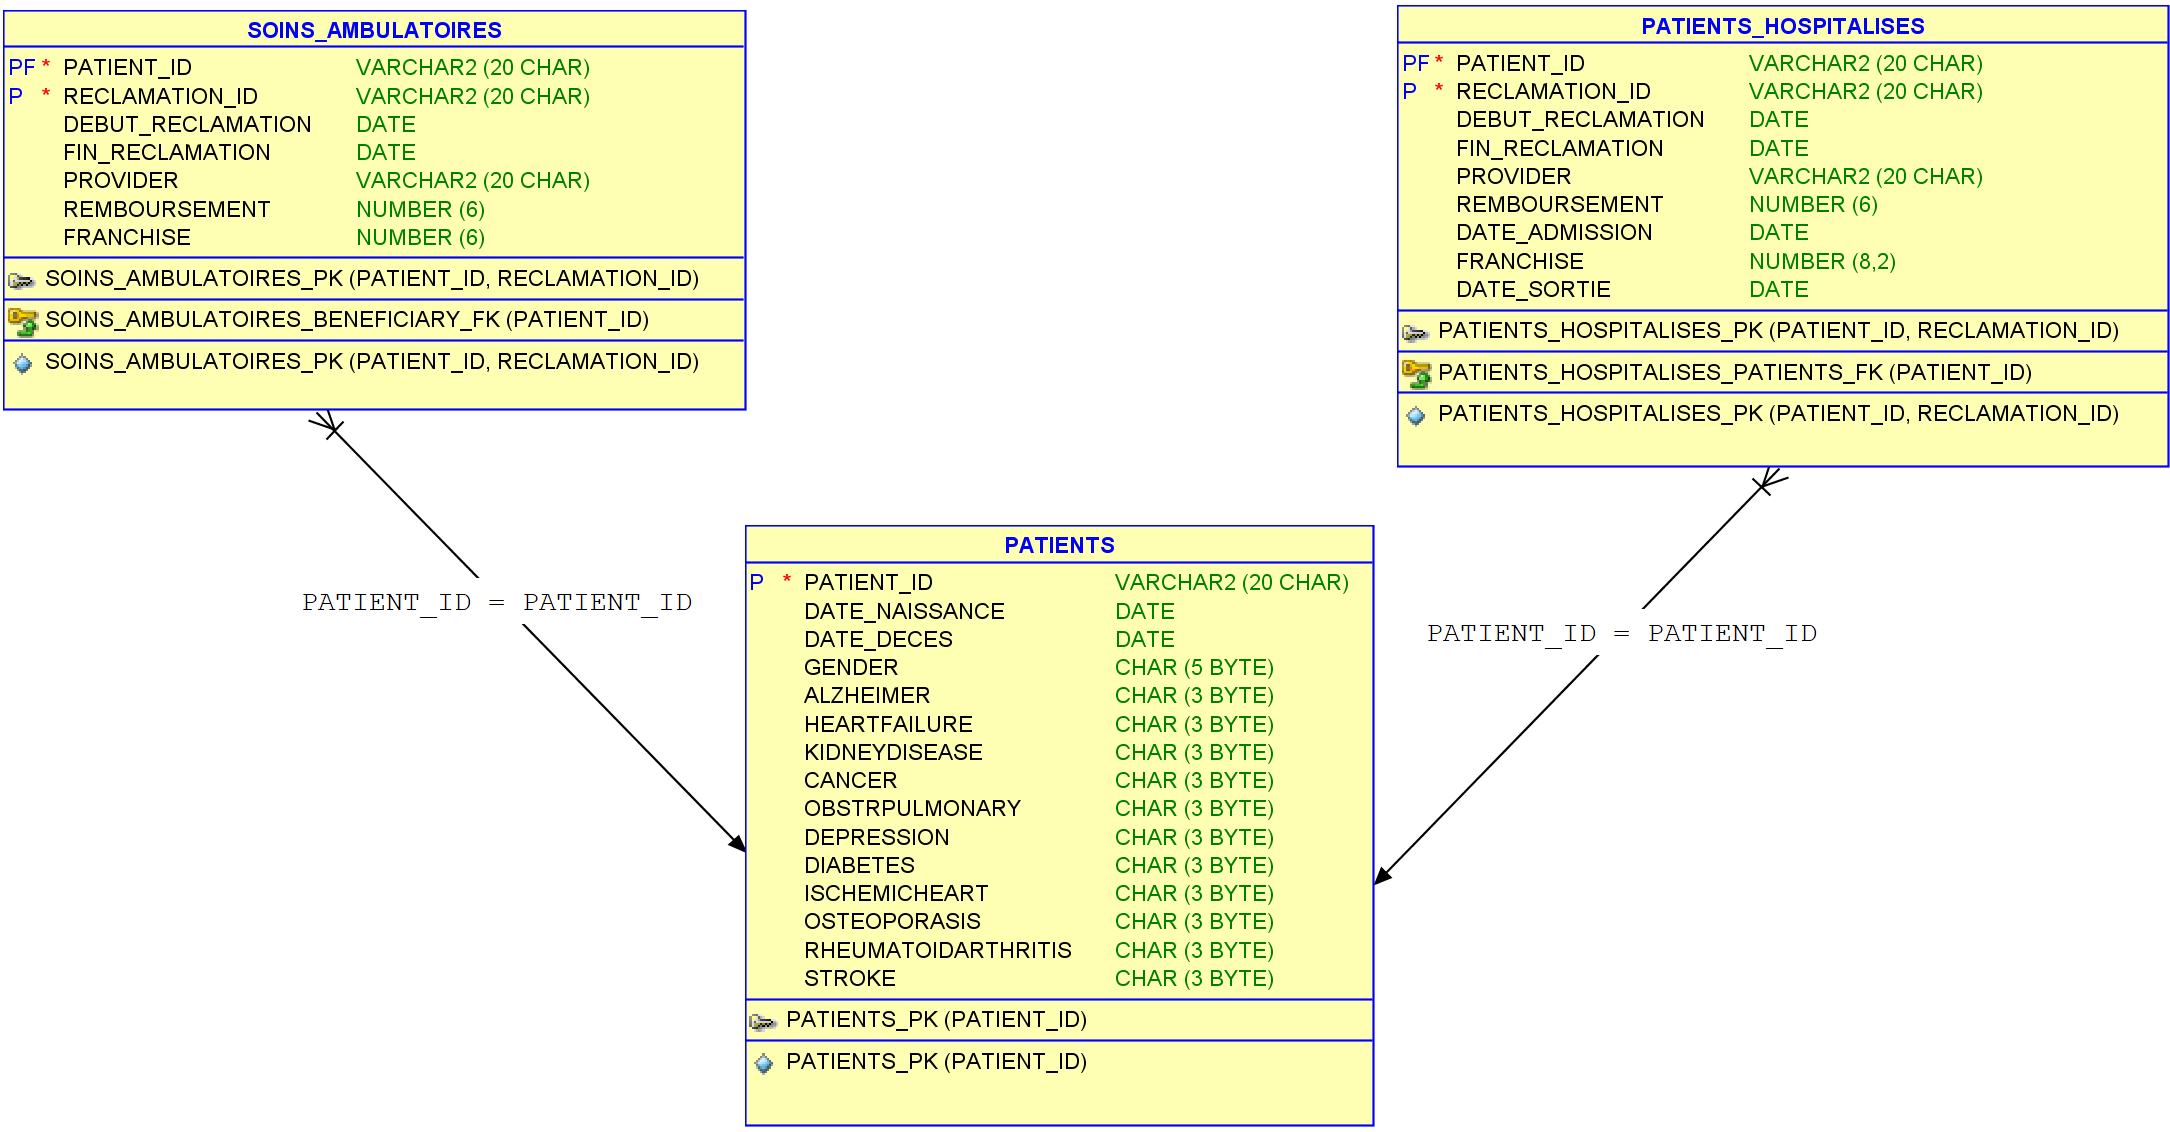 SOINS_AMBULATOIRES
PF * PATIENT_ID VARCHAR2 (20 CHAR)
P * RECLAMATION_ID VARCHAR2 (20 CHAR)
DEBUT_RECLAMATION DATE
FIN_RECLAMATION DATE
PROVIDER VARCHAR2 (20 CHAR)
REMBOURSEMENT NUMBER (6)
FRANCHISE NUMBER (6)
SOINS_AMBULATOIRES_PK (PATIENT_ID, RECLAMATION_ID)
SOINS_AMBULATOIRES_BENEFICIARY_FK (PATIENT_ID)
SOINS_AMBULATOIRES_PK (PATIENT_ID, RECLAMATION_ID)
PATIENTS_HOSPITALISES
PF * PATIENT_ID VARCHAR2 (20 CHAR)
P * RECLAMATION_ID VARCHAR2 (20 CHAR)
DEBUT_RECLAMATION DATE
FIN_RECLAMATION DATE
PROVIDER VARCHAR2 (20 CHAR)
REMBOURSEMENT NUMBER (6)
DATE_ADMISSION DATE
FRANCHISE NUMBER (8,2)
DATE_SORTIE DATE
PATIENTS_HOSPITALISES_PK (PATIENT_ID, RECLAMATION_ID)
PATIENTS_HOSPITALISES_PATIENTS_FK (PATIENT_ID)
PATIENTS_HOSPITALISES_PK (PATIENT_ID, RECLAMATION_ID)
PATIENT_ID = PATIENT_ID
PATIENT_ID = PATIENT_ID
PATIENTS
P * PATIENT_ID VARCHAR2 (20 CHAR)
DATE_NAISSANCE DATE
DATE_DECES DATE
GENDER CHAR (5 BYTE)
ALZHEIMER CHAR (3 BYTE)
HEARTFAILURE CHAR (3 BYTE)
KIDNEYDISEASE CHAR (3 BYTE)
CANCER CHAR (3 BYTE)
OBSTRPULMONARY CHAR (3 BYTE)
DEPRESSION CHAR (3 BYTE)
DIABETES CHAR (3 BYTE)
ISCHEMICHEART CHAR (3 BYTE)
OSTEOPORASIS CHAR (3 BYTE)
RHEUMATOIDARTHRITIS CHAR (3 BYTE)
STROKE CHAR (3 BYTE)
PATIENTS_PK (PATIENT_ID)
PATIENTS_PK (PATIENT_ID)